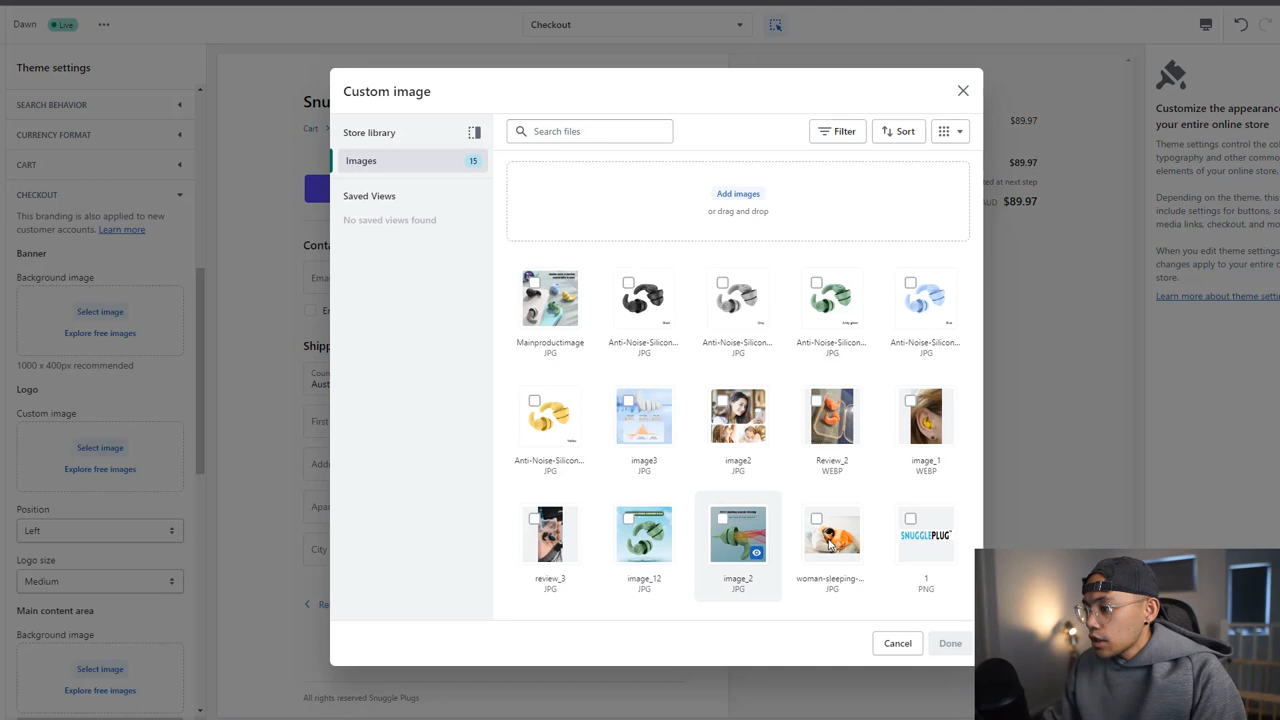 Dawn
Live
Checkout
Theme settings
SEARCH BEHAVIOR
CURRENCY FORMAT
CART
CHECKOUT
This branding is also applied to new
customer accounts. Learn more
Banner
Background image
Select image
Explore free images
1000 x 400px recommended
Logo
Custom image
Select image
Explore free images
Position
Left
Logo size
Medium
Main content area
Background image
Select image
Explore free images
Snu
Cart
Conta
Emai
Shipp
Cou
Aust
First
Addr
Apar
City
Re
All rights reserved Snuggle Plugs
Custom image
Store library
Images
15
Saved Views
No saved views found
Search files
Filter
Sort
Add images
or drag and drop
Mainproductimage
JPG
Anti-Noise-Silicon...
JPG
Anti-Noise-Silicon...
JPG
Anti-Noise-Silicon...
JPG
Anti-Noise-Silicon...
JPG
Anti-Noise-Silicon...
JPG
image3
JPG
image2
JPG
Review_2
WEBP
image_1
WEBP
review_3
JPG
image_12
JPG
image_2
JPG
woman-sleeping-...
JPG
SNUGGLEPLUG™
1
PNG
Cancel
Done
$89.97
$89.97
ted at next step
AUD $89.97
Customize the appearance
your entire online store
Theme settings control the co
typography and other commo
elements of your online store.
Depending on the theme, this
include settings for buttons, s
media links, checkout, and mo
When you edit theme settings
changes apply to your entire o
store.
Learn more about theme settin